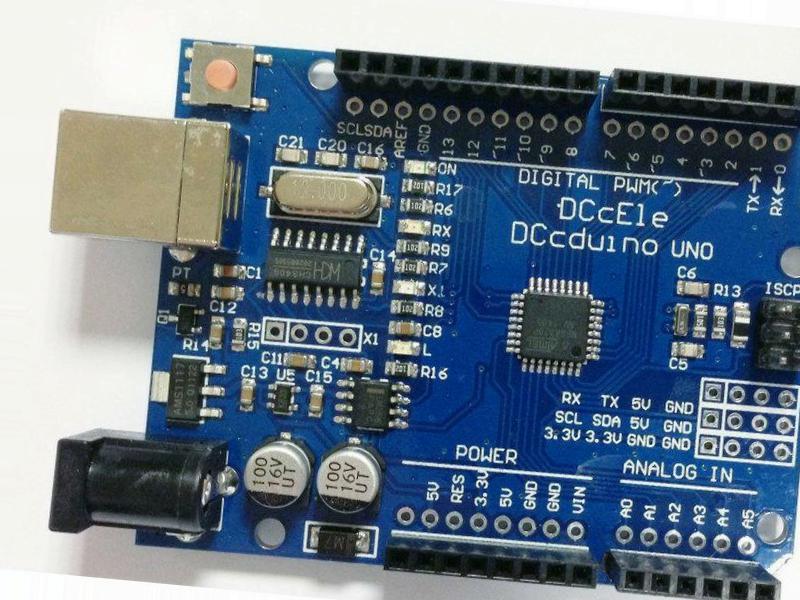 SCL SDA AREF GND 13 12 11 10 9 8 7 6 5 4 3 2 1 0
C21 C20 C16
ON
R17
R6
RX
R9
R7
R8
C8
L
R16
DIGITAL PWM(~)
TX→ RX←
DCcEle
DCcduino UNO
12.000
C14
PT
C1
C12
R14
R15
X1
C11
C4
C13 U5 C15
AMS1117
5.0
C6
R13
ISCP
C5
RX TX 5V GND
SCL SDA 5V GND
3.3V 3.3V GND GND
POWER
ANALOG IN
5V RES 3.3V 5V GND GND VIN
A0 A1 A2 A3 A4 A5
100
16V
UT
100
16V
UT
M7